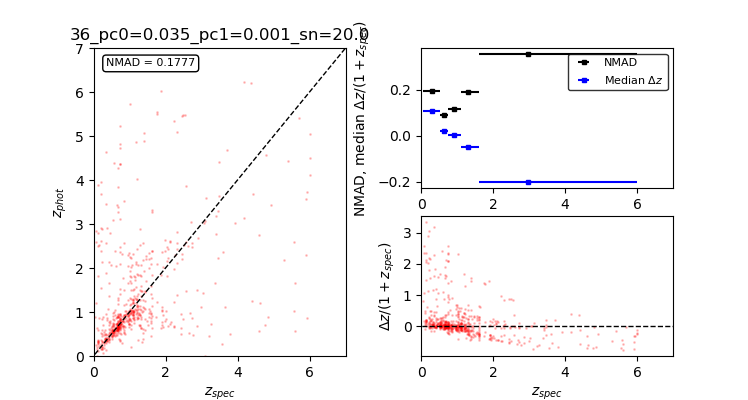 36_pc0=0.035_pc1=0.001_sn=20.0
NMAD = 0.1777
7
6
5
4
3
2
1
0
z_phot
0 2 4 6
z_spec
NMAD, median Δz/(1 + z_spec)
0.2
0.0
−0.2
NMAD
Median Δz
0 2 4 6
Δz/(1 + z_spec)
3
2
1
0
0 2 4 6
z_spec